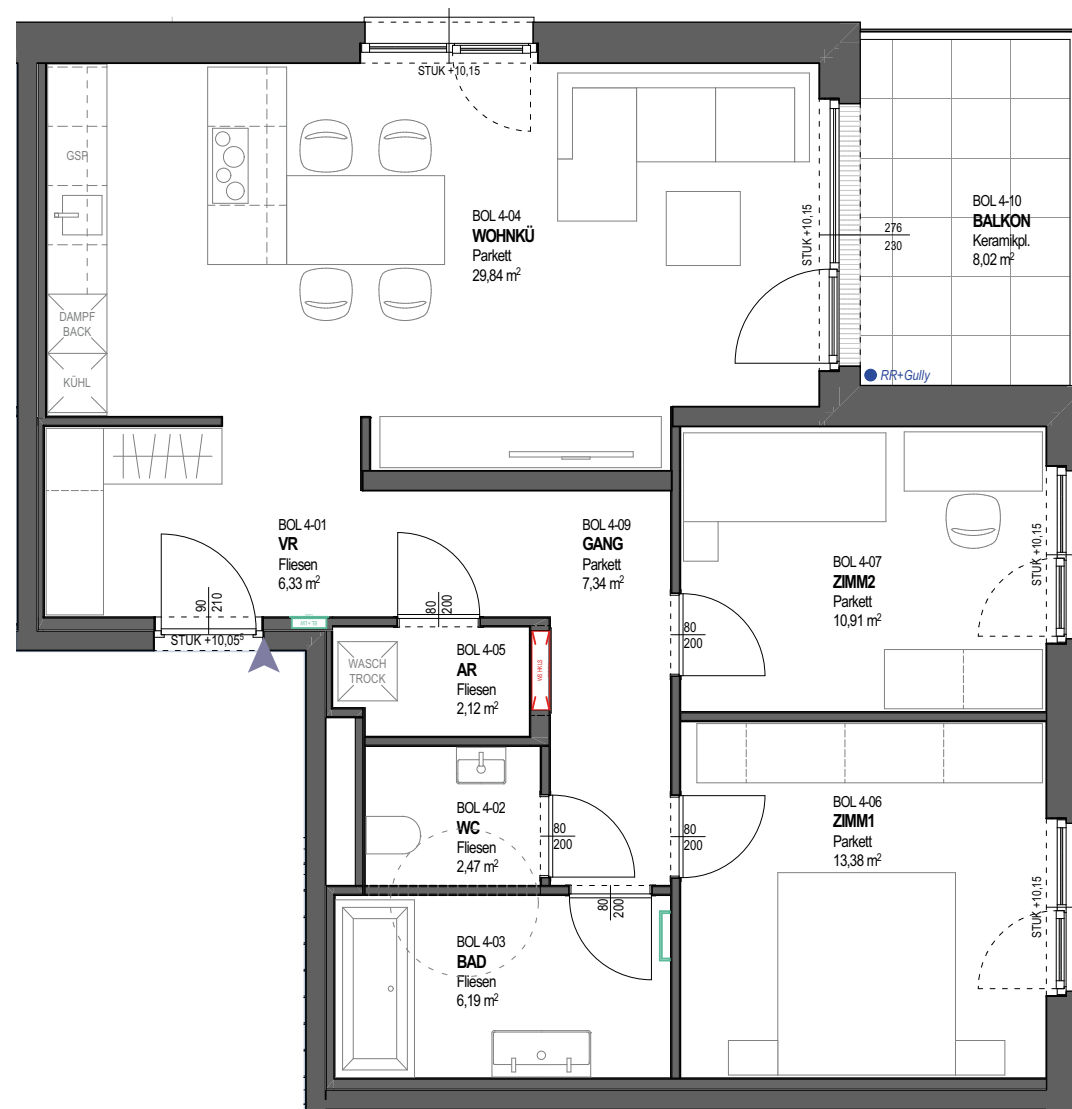 STUK +10,15
GSP
DAMPF
BACK
KÜHL
BOL 4-04
WOHNKÜ
Parkett
29,84 m²
STUK +10,15
276
230
BOL 4-10
BALKON
Keramikpl.
8,02 m²
RR+Gully
BOL 4-01
VR
Fliesen
6,33 m²
90
210
STUK +10,05⁵
80
200
BOL 4-09
GANG
Parkett
7,34 m²
BOL 4-07
ZIMM2
Parkett
10,91 m²
STUK +10,15
80
200
WASCH
TROCK
BOL 4-05
AR
Fliesen
2,12 m²
BOL 4-02
WC
Fliesen
2,47 m²
80
200
80
200
BOL 4-06
ZIMM1
Parkett
13,38 m²
STUK +10,15
80
200
BOL 4-03
BAD
Fliesen
6,19 m²